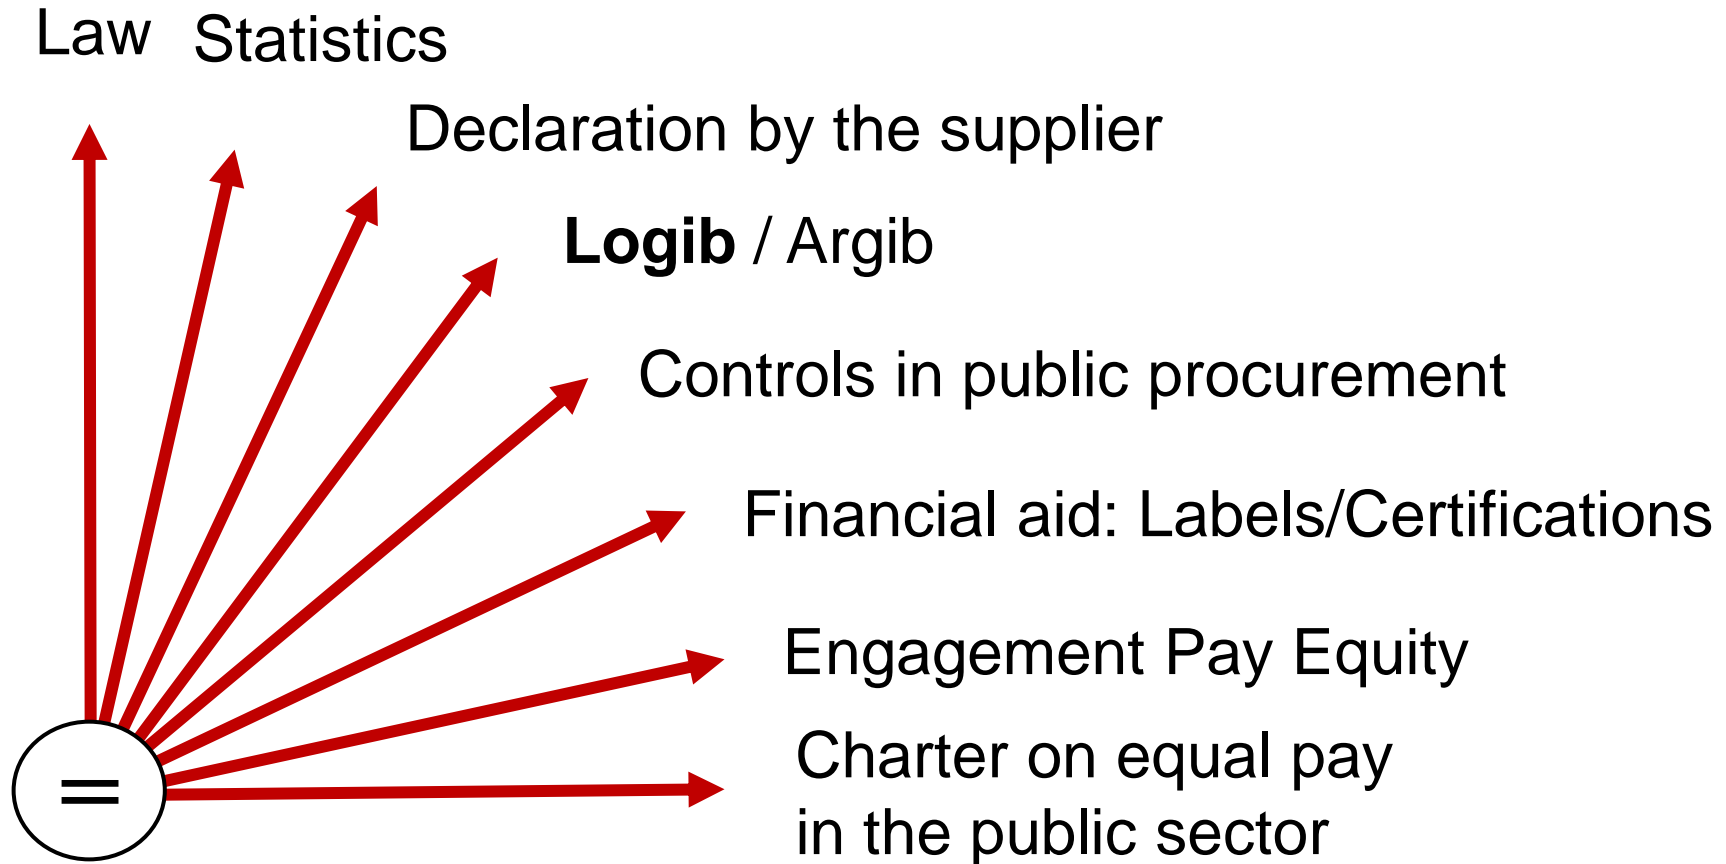 Law
Statistics
Declaration by the supplier
Logib / Argib
Controls in public procurement
Financial aid: Labels/Certifications
Engagement Pay Equity
Charter on equal pay
in the public sector
=